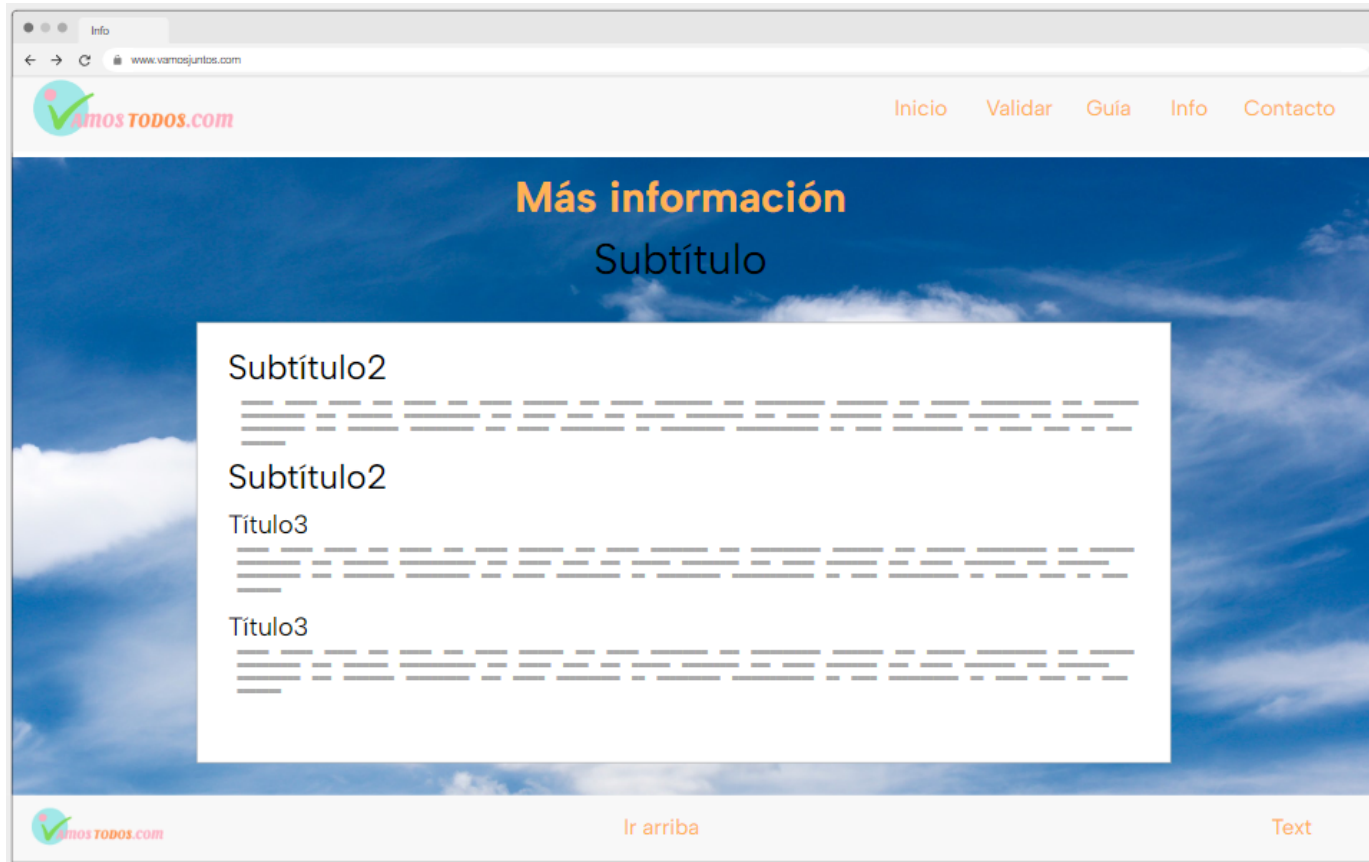 Info
www.vamosjuntos.com
VAMOS TODOS.COM
Inicio Validar Guía Info Contacto
Más información
Subtítulo
Subtítulo2
Subtítulo2
Título3
Título3
VAMOS TODOS.COM
Ir arriba
Text